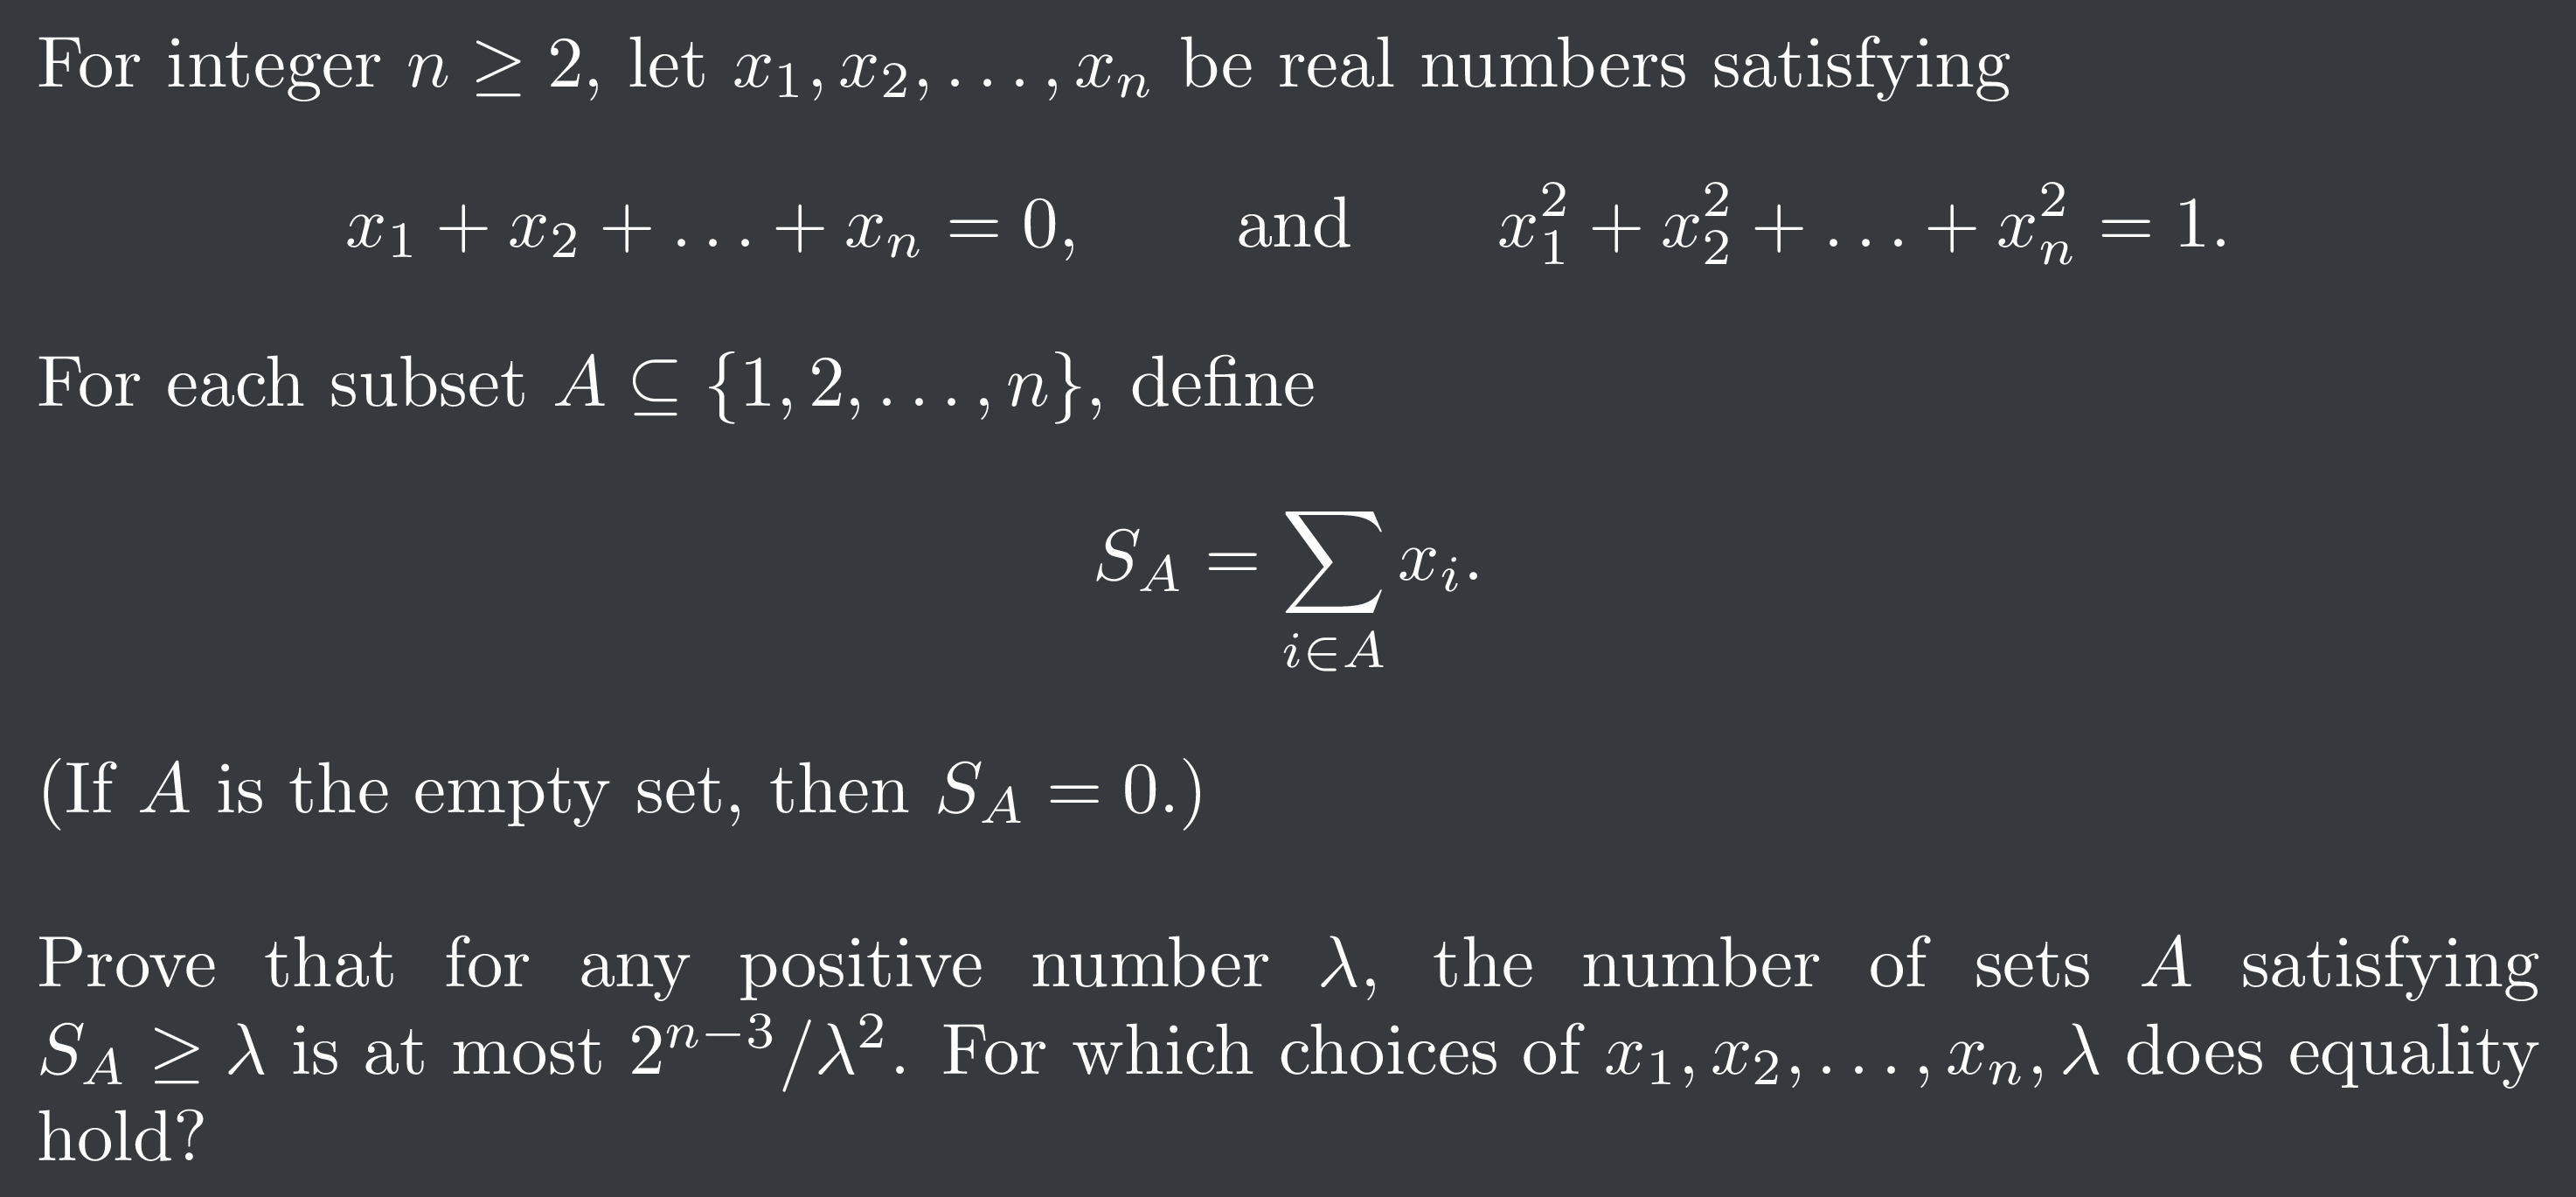 For integer n ≥ 2, let x₁, x₂, . . . , xₙ be real numbers satisfying
x₁ + x₂ + . . . + xₙ = 0, and x₁² + x₂² + . . . + xₙ² = 1.
For each subset A ⊆ {1, 2, . . . , n}, define
S_A = ∑_{i∈A} xᵢ.
(If A is the empty set, then S_A = 0.)
Prove that for any positive number λ, the number of sets A satisfying
S_A ≥ λ is at most 2ⁿ⁻³/λ². For which choices of x₁, x₂, . . . , xₙ, λ does equality
hold?